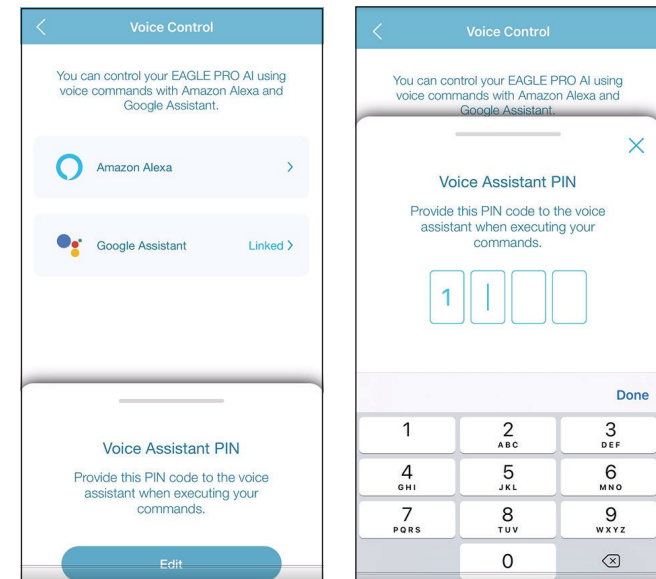 Voice Control
You can control your EAGLE PRO AI using
voice commands with Amazon Alexa and
Google Assistant.
Amazon Alexa
Google Assistant Linked
Voice Assistant PIN
Provide this PIN code to the voice
assistant when executing your
commands.
Edit
Voice Control
You can control your EAGLE PRO AI using
voice commands with Amazon Alexa and
Google Assistant.
Voice Assistant PIN
Provide this PIN code to the voice
assistant when executing your
commands.
1
Done
1 2 3
ABC DEF
4 5 6
GHI JKL MNO
7 8 9
PQRS TUV WXYZ
0